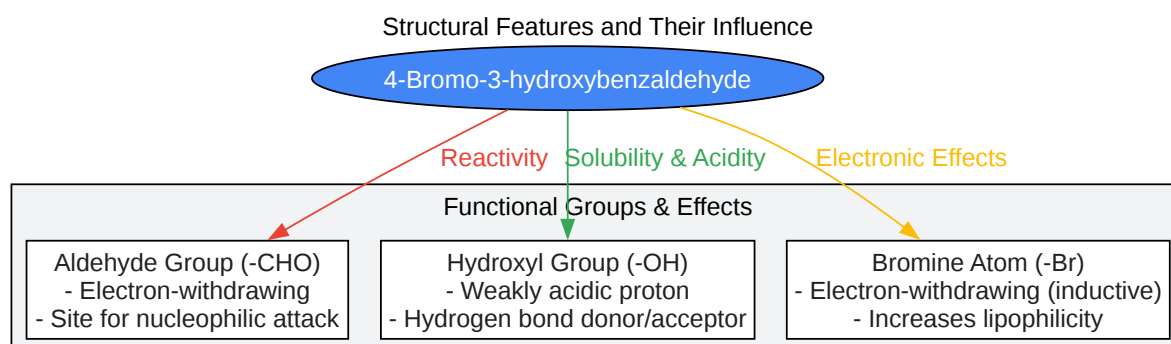 Structural Features and Their Influence
4-Bromo-3-hydroxybenzaldehyde
Reactivity
Solubility & Acidity
Electronic Effects
Functional Groups & Effects
Aldehyde Group (-CHO)
- Electron-withdrawing
- Site for nucleophilic attack
Hydroxyl Group (-OH)
- Weakly acidic proton
- Hydrogen bond donor/acceptor
Bromine Atom (-Br)
- Electron-withdrawing (inductive)
- Increases lipophilicity